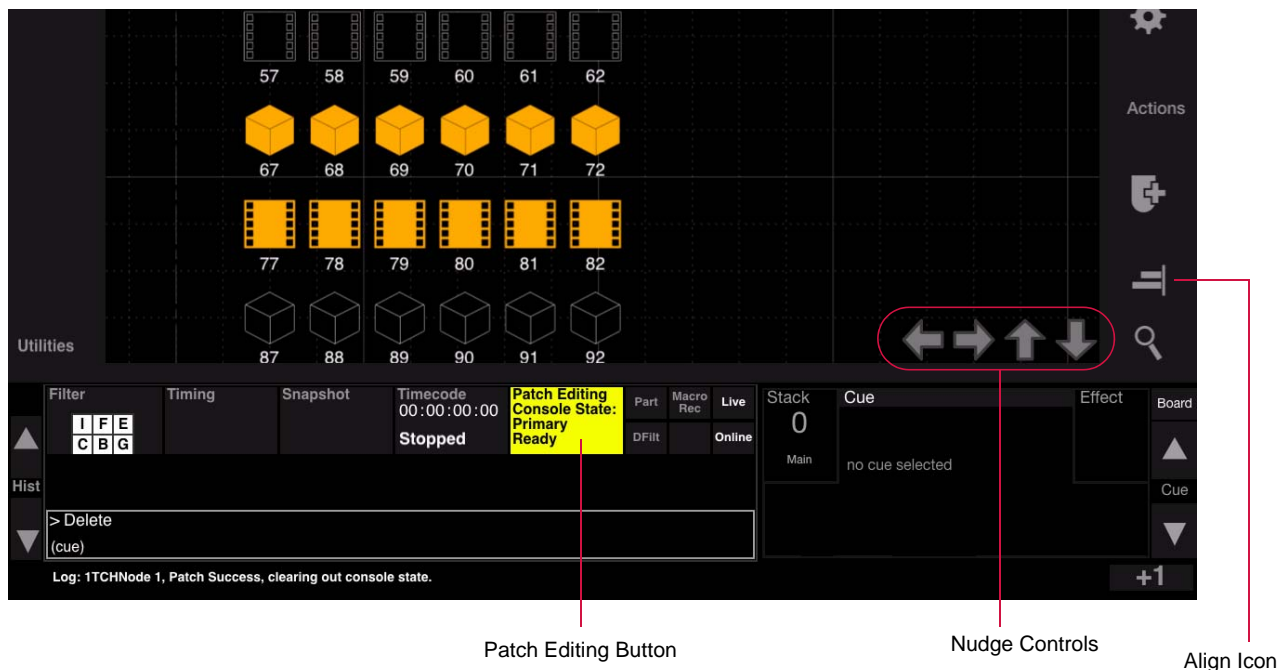 57 58 59 60 61 62
Actions
67 68 69 70 71 72
77 78 79 80 81 82
Utilities
87 88 89 90 91 92
Filter
I F E
C B G
Timing
Snapshot
Timecode
00:00:00:00
Stopped
Patch Editing
Console State:
Primary
Ready
Part
Macro
Rec
Live
DFilt
Online
Stack
0
Main
Cue
no cue selected
Effect
Board
Hist
Cue
> Delete
(cue)
Log: 1TCHNode 1, Patch Success, clearing out console state.
+1
Patch Editing Button
Nudge Controls
Align Icon